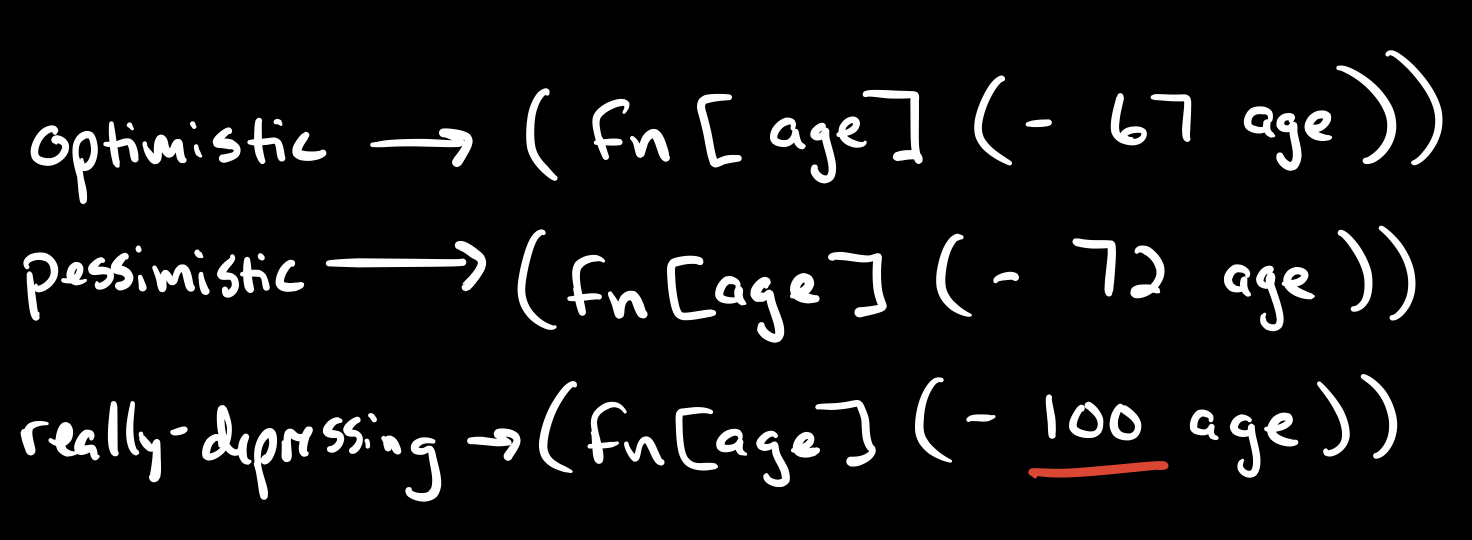 optimistic → (fn [age] (- 67 age))
pessimistic → (fn [age] (- 72 age))
really-depressing → (fn [age] (- 100 age))